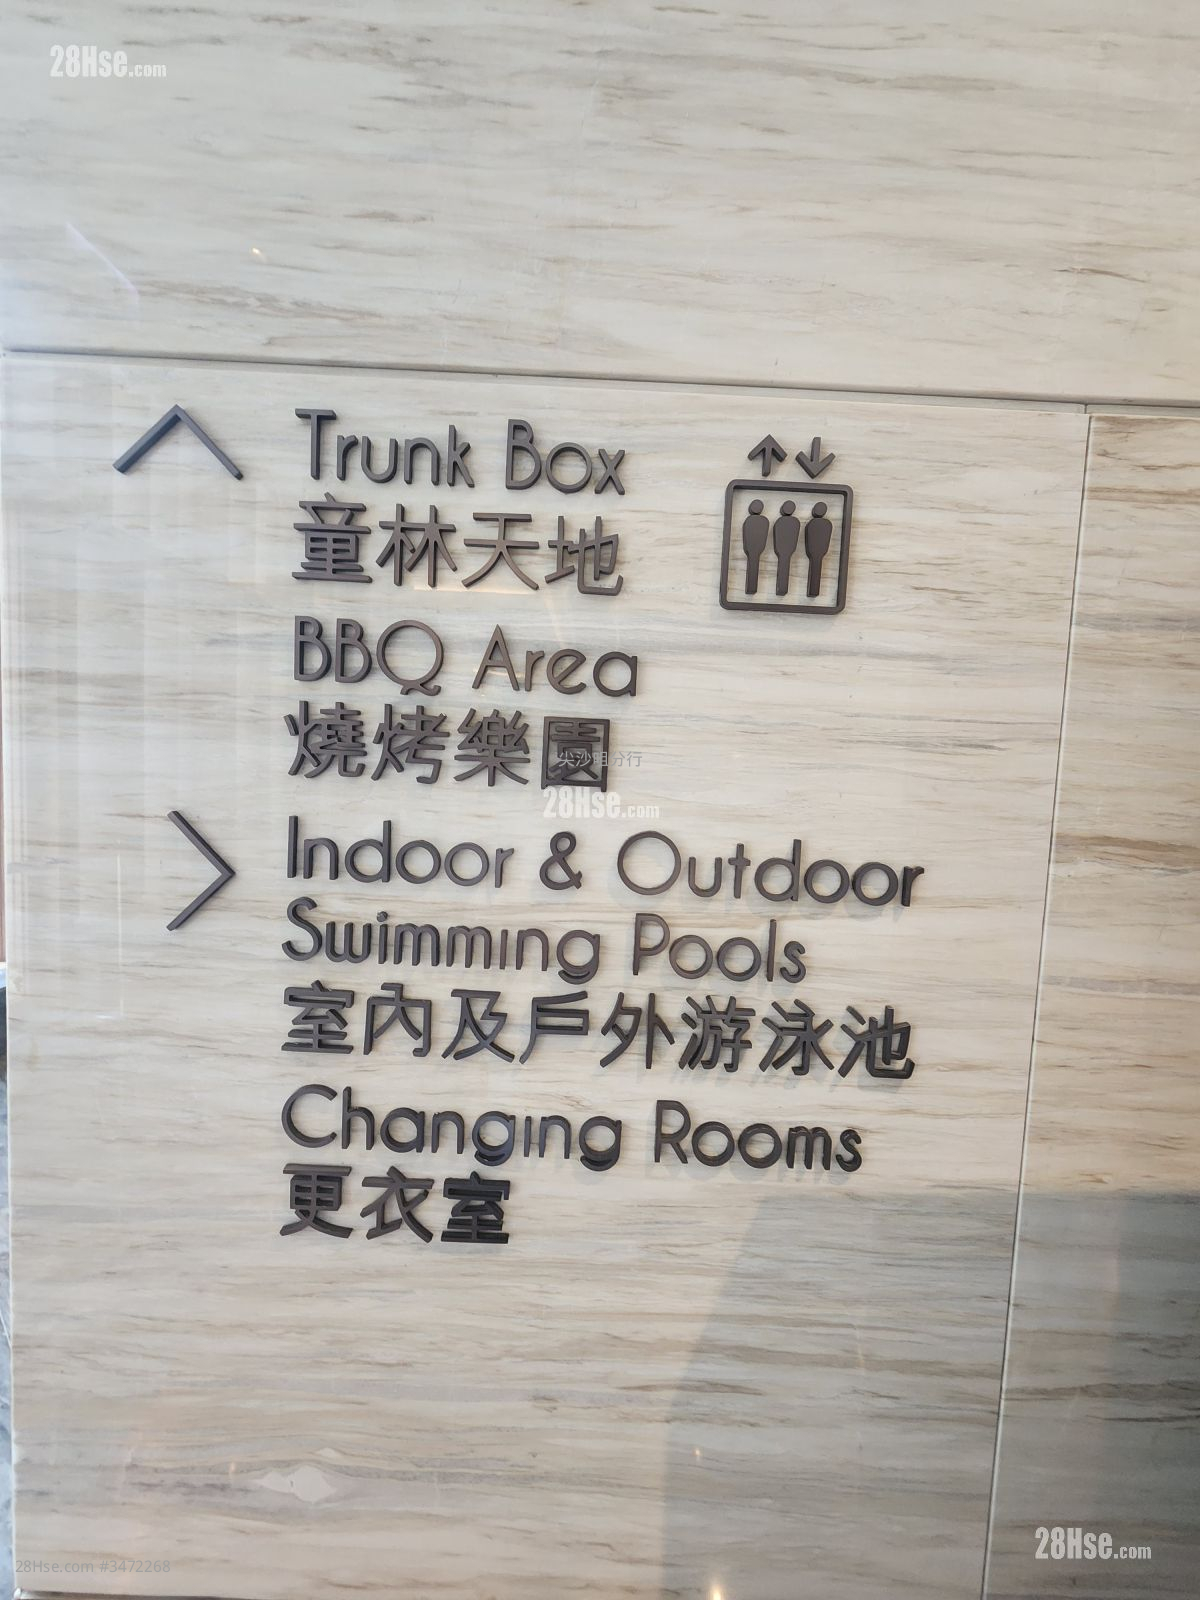 28Hse.com
Trunk Box
童林天地
BBQ Area
燒烤樂園
尖沙咀分行
28Hse.com
Indoor & Outdoor
Swimming Pools
室內及戶外游泳池
Changing Rooms
更衣室
28Hse.com
28Hse.com #3472268